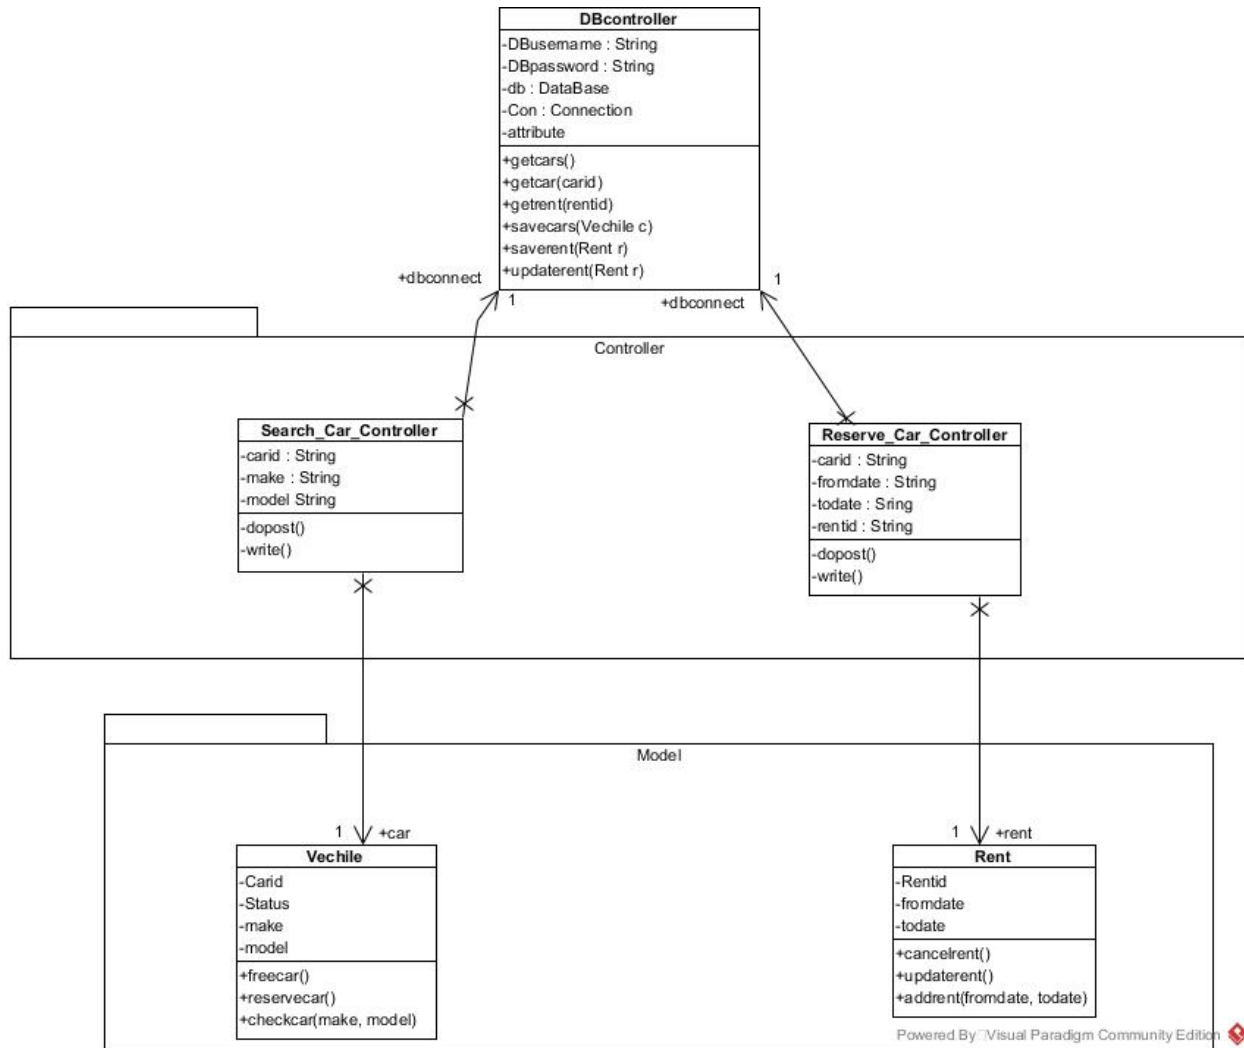 DBcontroller
-DBusername : String
-DBpassword : String
-db : DataBase
-Con : Connection
-attribute
+getcars()
+getcar(carid)
+getrent(rentid)
+savecars(Vechile c)
+saverent(Rent r)
+updaterent(Rent r)
+dbconnect
1
+dbconnect
1
Controller
Search_Car_Controller
-carid : String
-make : String
-model String
-dopost()
-write()
Reserve_Car_Controller
-carid : String
-fromdate : String
-todate : Sring
-rentid : String
-dopost()
-write()
Model
1
+car
Vechile
-Carid
-Status
-make
-model
+freecar()
+reservecar()
+checkcar(make, model)
1
+rent
Rent
-Rentid
-fromdate
-todate
+cancelrent()
+updaterent()
+addrent(fromdate, todate)
Powered By Visual Paradigm Community Edition